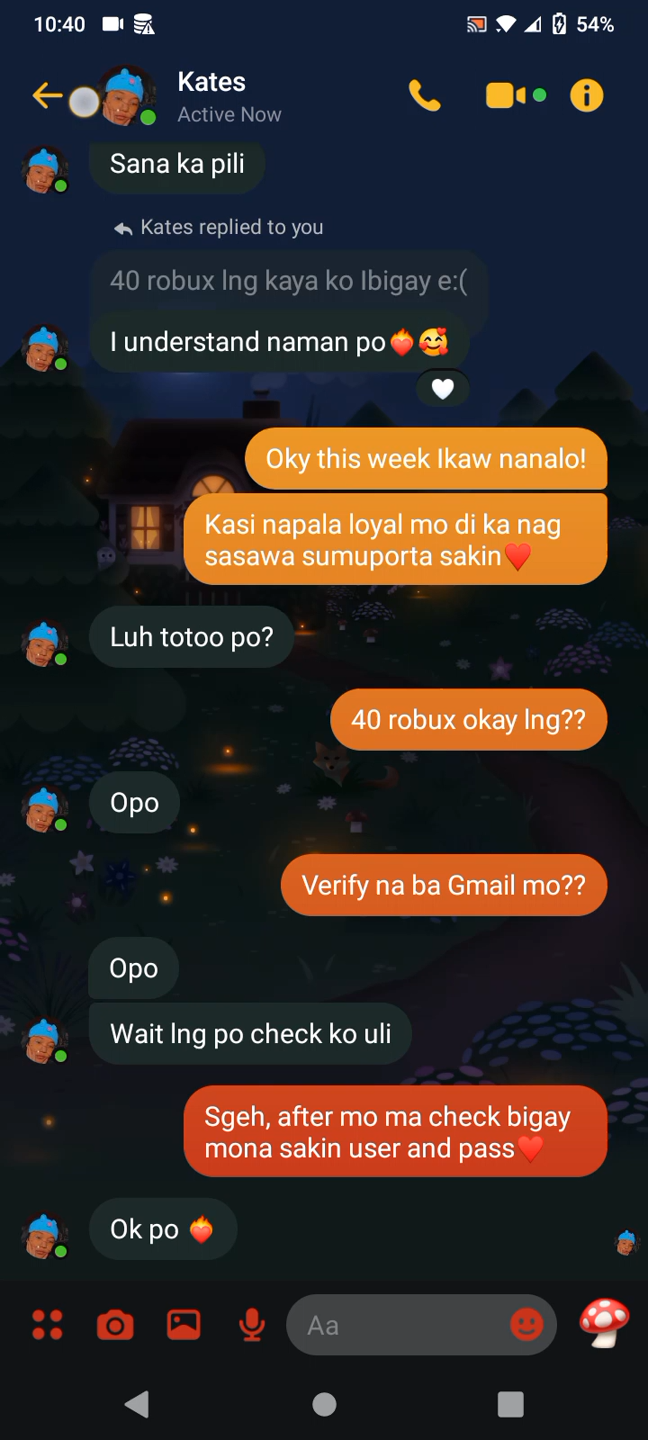 10:40
54%
Kates
Active Now
Sana ka pili
Kates replied to you
40 robux lng kaya ko Ibigay e:(
I understand naman po❤️‍🔥🥰
Oky this week Ikaw nanalo!
Kasi napala loyal mo di ka nag
sasawa sumuporta sakin❤️
Luh totoo po?
40 robux okay lng??
Opo
Verify na ba Gmail mo??
Opo
Wait lng po check ko uli
Sgeh, after mo ma check bigay
mona sakin user and pass❤️
Ok po ❤️‍🔥
Aa